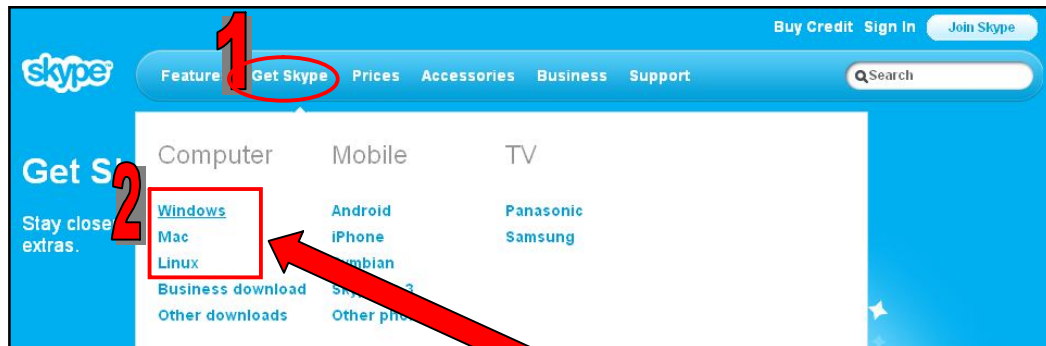 Buy Credit Sign In Join Skype
1
skype
Feature Get Skype Prices Accessories Business Support Search
Get
Computer Mobile TV
2
Windows Android Panasonic
Stay close
Mac iPhone Samsung
extras.
Linux
Business download
Other downloads Other